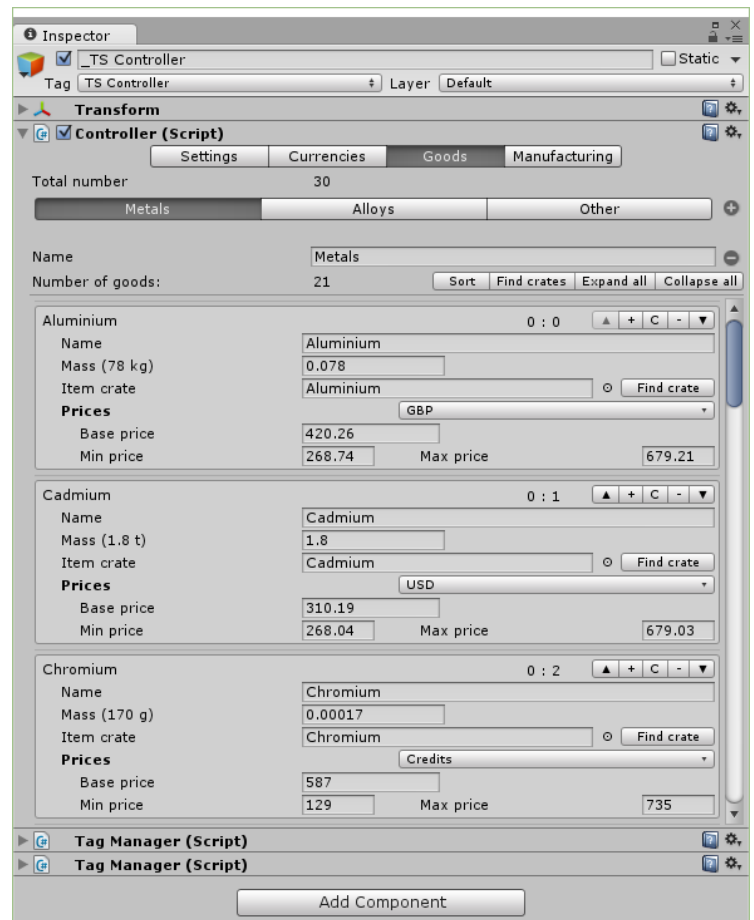 Inspector
_TS Controller Static
Tag TS Controller Layer Default
Transform
Controller (Script)
Settings Currencies Goods Manufacturing
Total number 30
Metals Alloys Other
Name Metals
Number of goods: 21 Sort Find crates Expand all Collapse all
Aluminium 0 : 0 ▲ + C - ▼
Name Aluminium
Mass (78 kg) 0.078
Item crate Aluminium Find crate
Prices GBP
Base price 420.26
Min price 268.74 Max price 679.21
Cadmium 0 : 1 ▲ + C - ▼
Name Cadmium
Mass (1.8 t) 1.8
Item crate Cadmium Find crate
Prices USD
Base price 310.19
Min price 268.04 Max price 679.03
Chromium 0 : 2 ▲ + C - ▼
Name Chromium
Mass (170 g) 0.00017
Item crate Chromium Find crate
Prices Credits
Base price 587
Min price 129 Max price 735
Tag Manager (Script)
Tag Manager (Script)
Add Component